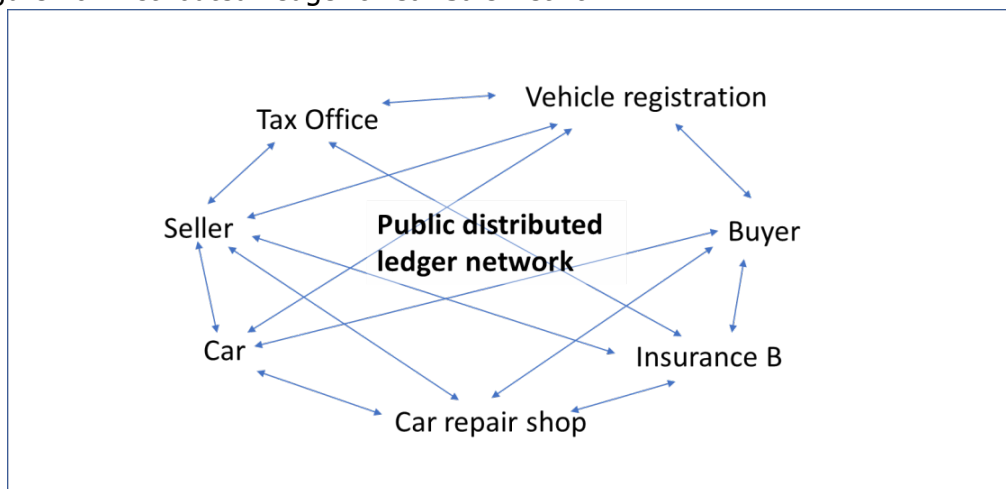 Vehicle registration
Tax Office
Seller
Public distributed
ledger network
Buyer
Car
Insurance B
Car repair shop